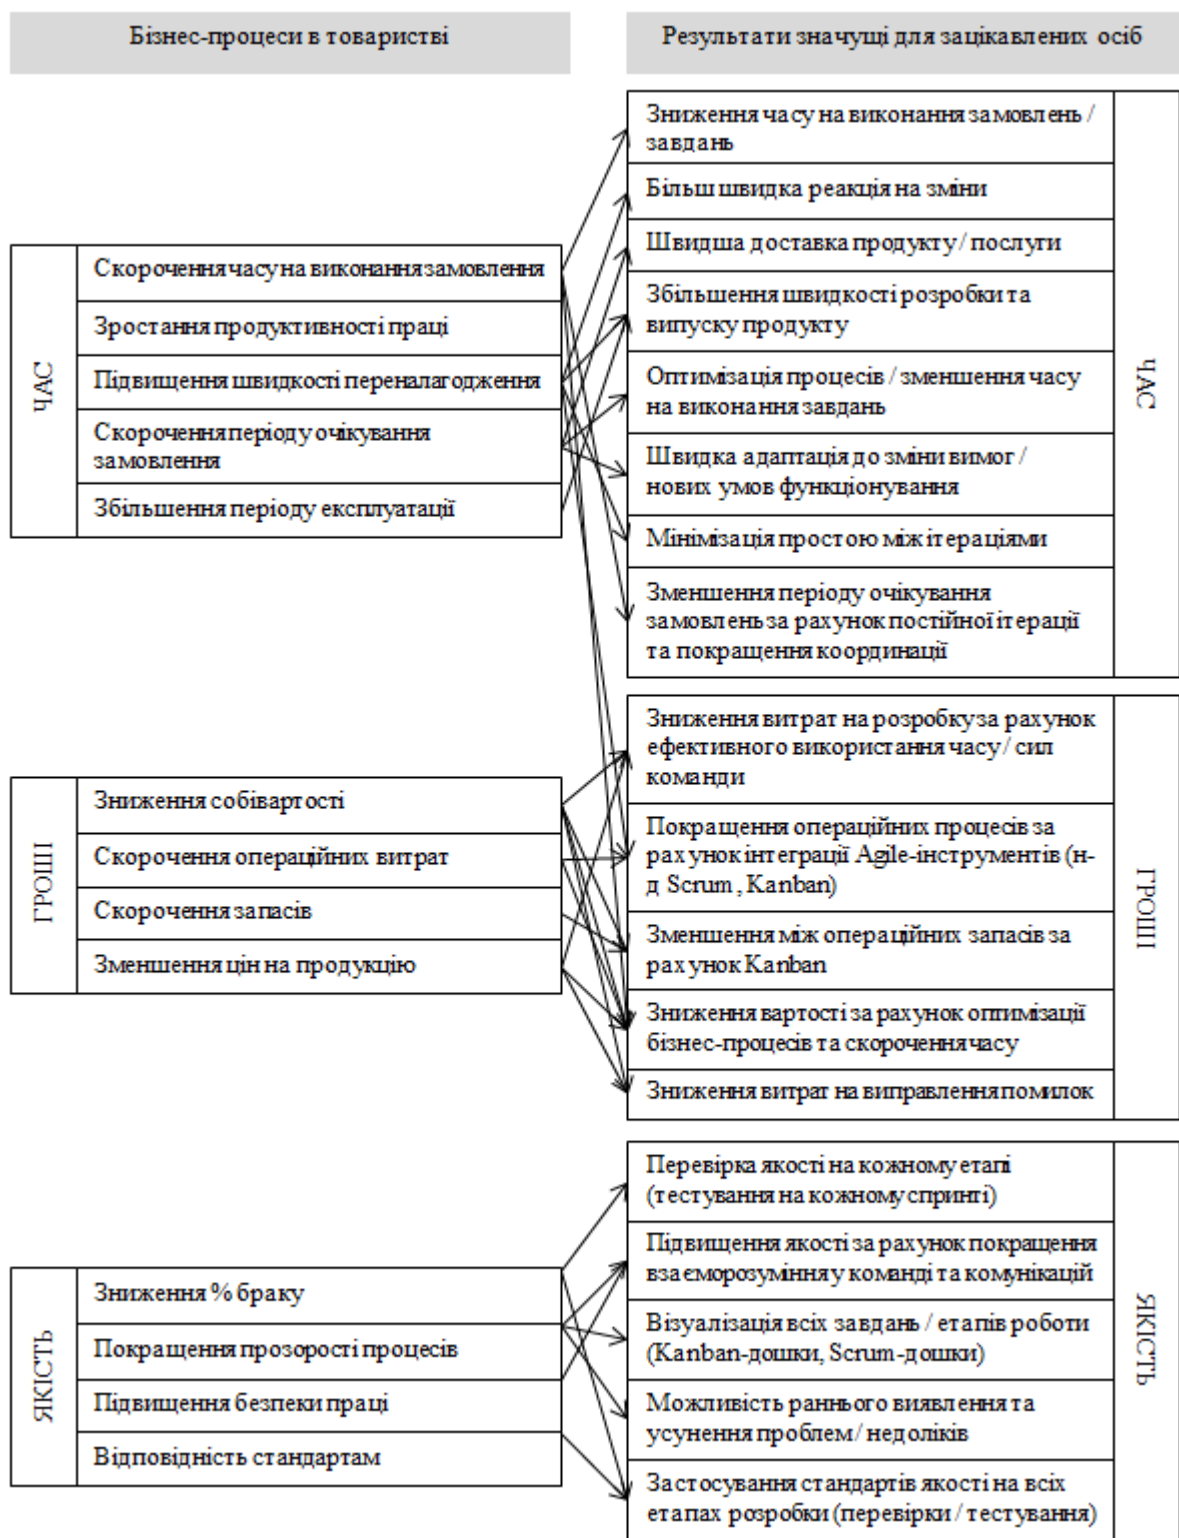 Бізнес-процеси в товаристві
Результати значущі для зацікавлених осіб
ЧАС
Скорочення часу на виконання замовлення
Зростання продуктивності праці
Підвищення швидкості переналагодження
Скорочення періоду очікування
замовлення
Збільшення періоду експлуатації
Зниження часу на виконання замовлень /
завдань
Більш швидка реакція на зміни
Швидша доставка продукту / послуги
Збільшення швидкості розробки та
випуску продукту
Оптимізація процесів / зменшення часу
на виконання завдань
Швидка адаптація до зміни вимог /
нових умов функціонування
Мінімізація простою між ітераціями
Зменшення періоду очікування
замовлень за рахунок постійної ітерації
та покращення координації
ЧАС
ГРОШІ
Зниження собівартості
Скорочення операційних витрат
Скорочення запасів
Зменшення цін на продукцію
Зниження витрат на розробку за рахунок
ефективного використання часу / сил
команди
Покращення операційних процесів за
рахунок інтеграції Agile-інструментів (н-
д Scrum, Kanban)
Зменшення між операційних запасів за
рахунок Kanban
Зниження вартості за рахунок оптимізації
бізнес-процесів та скорочення часу
Зниження витрат на виправлення помилок
ГРОШІ
ЯКІСТЬ
Зниження % браку
Покращення прозорості процесів
Підвищення безпеки праці
Відповідність стандартам
Перевірка якості на кожному етапі
(тестування на кожному спринті)
Підвищення якості за рахунок покращення
взаєморозуміння у команді та комунікацій
Візуалізація всіх завдань / етапів роботи
(Kanban-дошки, Scrum-дошки)
Можливість раннього виявлення та
усунення проблем / недоліків
Застосування стандартів якості на всіх
етапах розробки (перевірки / тестування)
ЯКІСТЬ